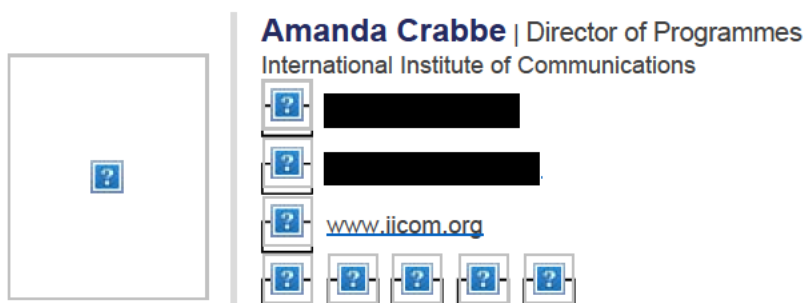 Amanda Crabbe | Director of Programmes
International Institute of Communications
www.iicom.org